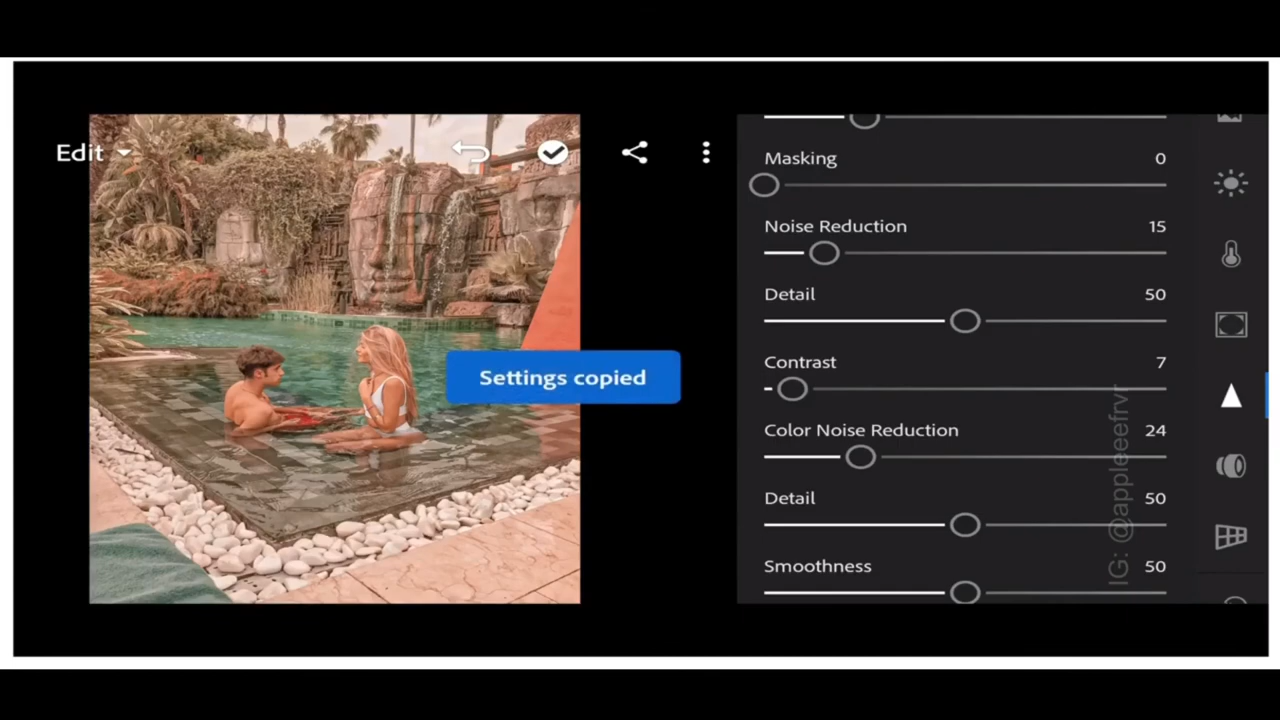 Edit
Settings copied
Masking 0
Noise Reduction 15
Detail 50
Contrast 7
Color Noise Reduction 24
Detail 50
Smoothness 50
IG: @appleeefrvr